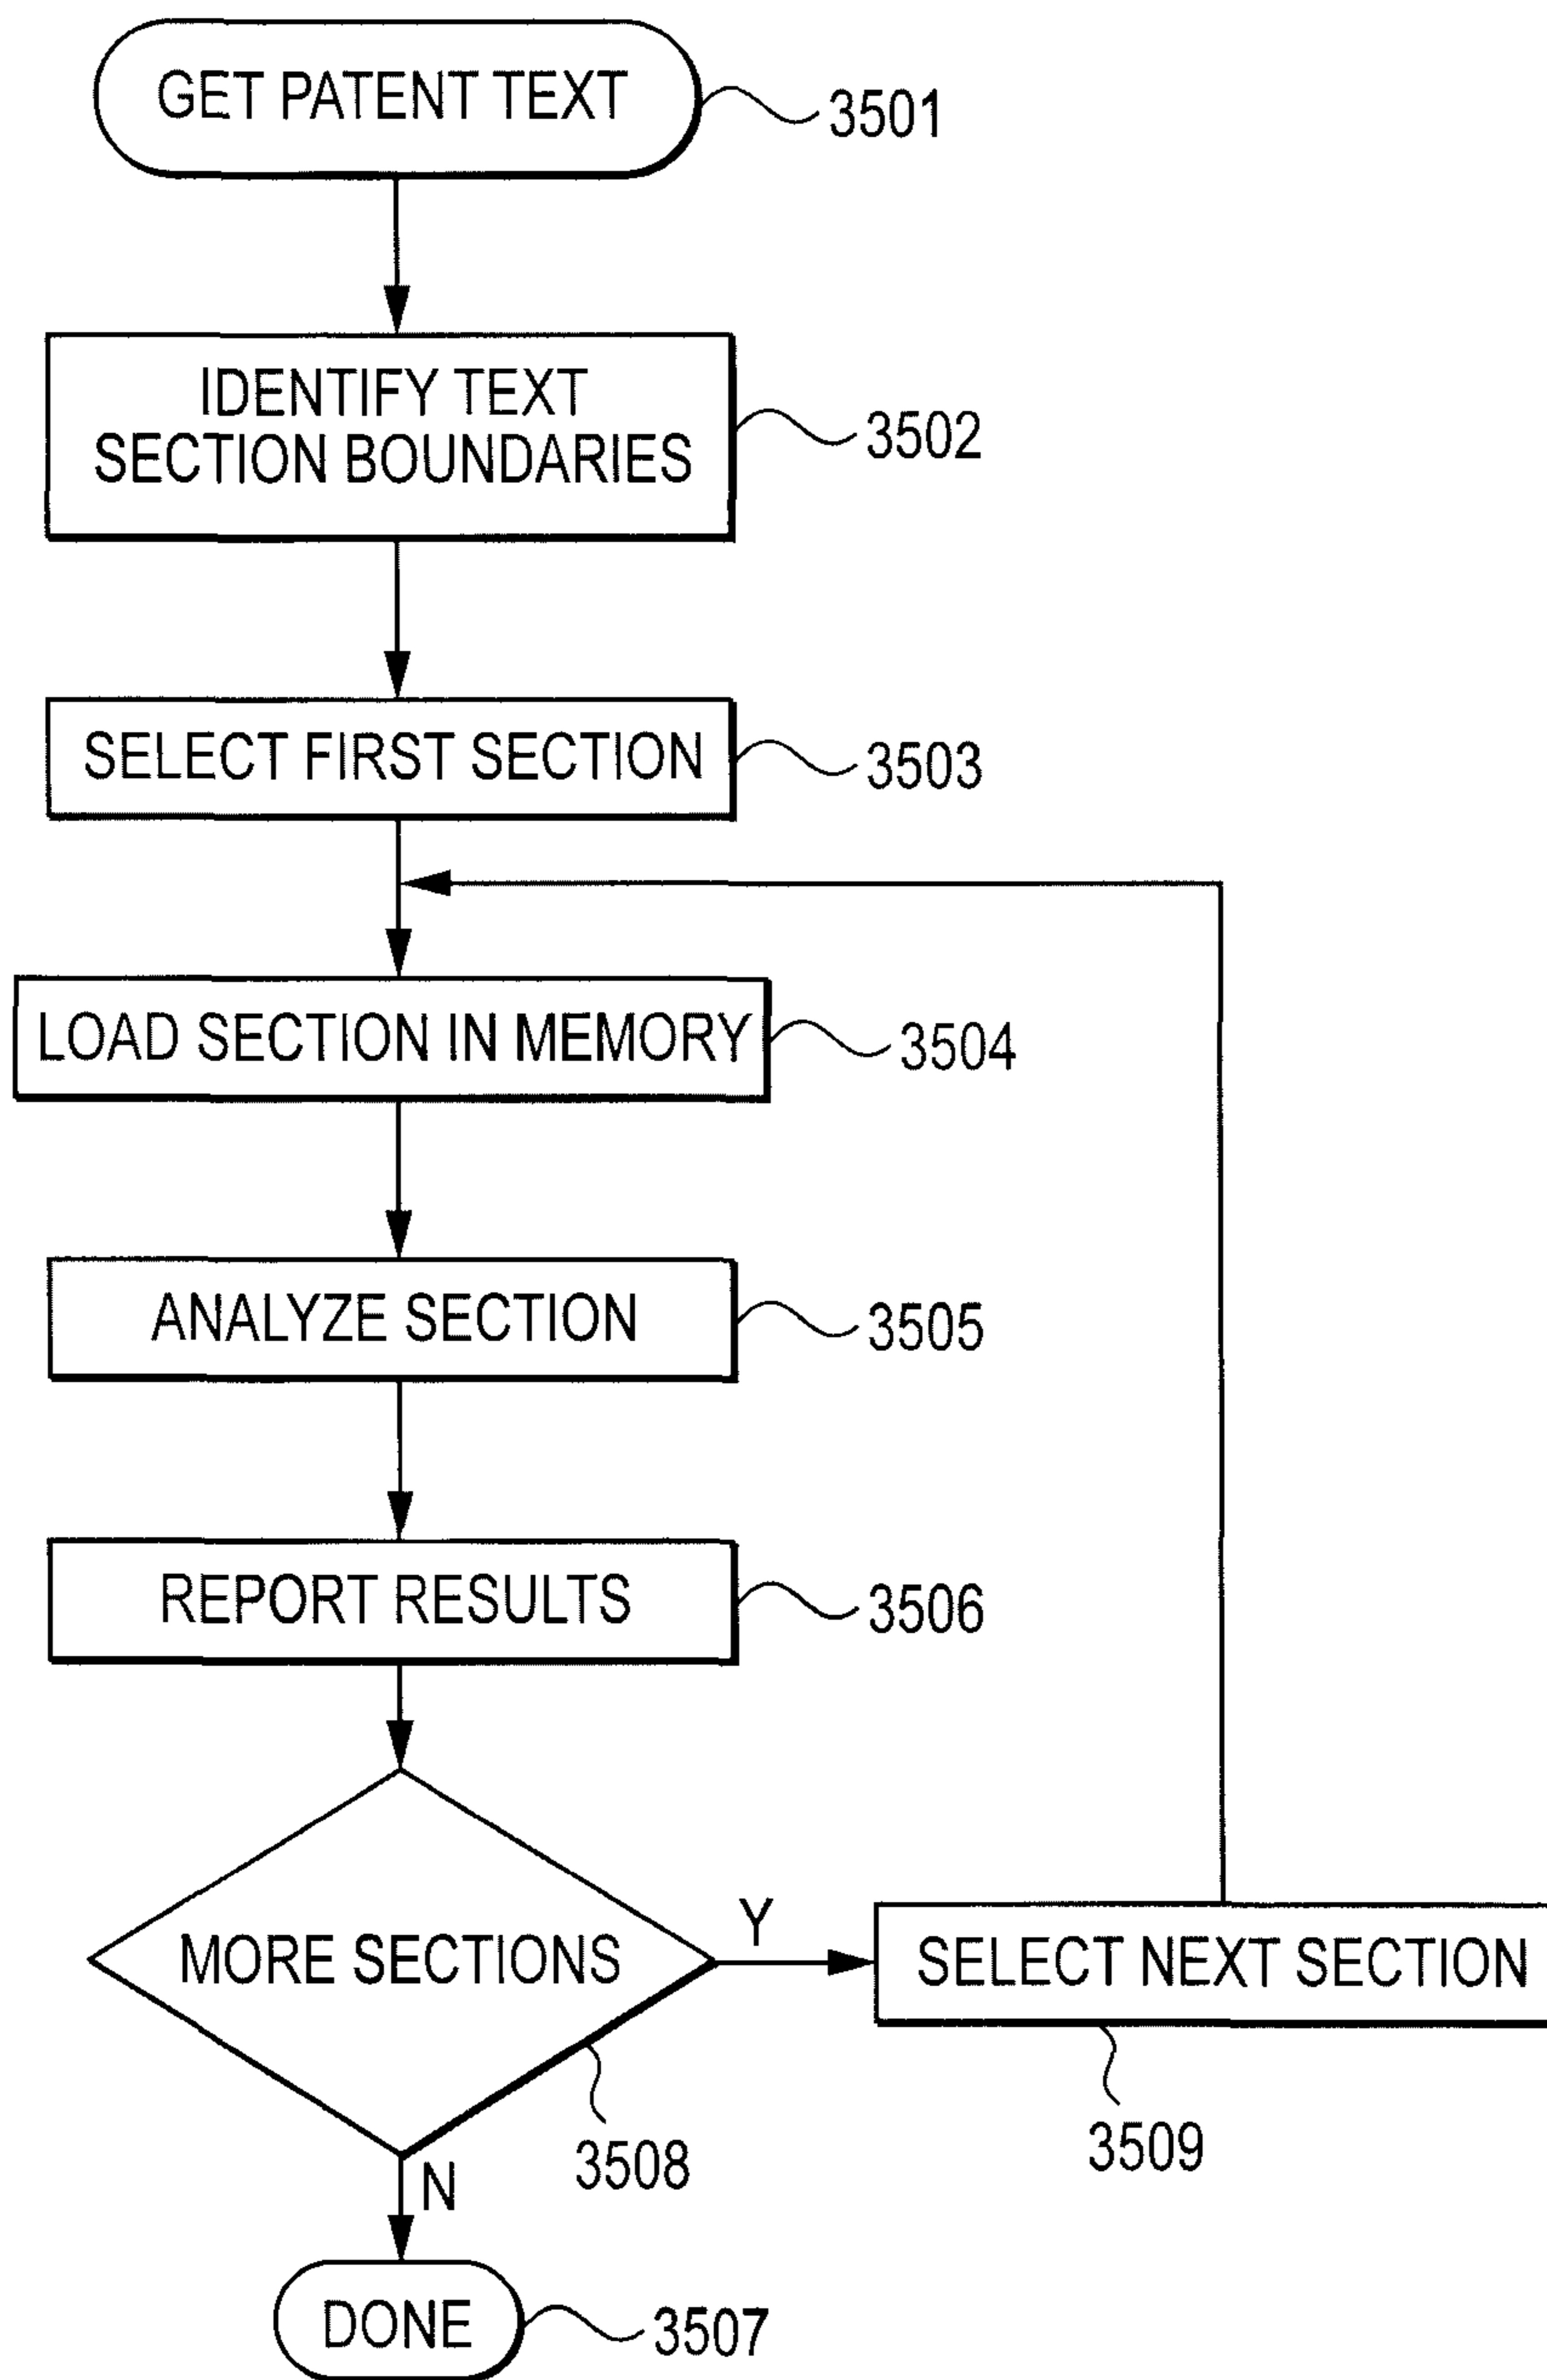 GET PATENT TEXT
3501
IDENTIFY TEXT
SECTION BOUNDARIES
3502
SELECT FIRST SECTION
3503
LOAD SECTION IN MEMORY
3504
ANALYZE SECTION
3505
REPORT RESULTS
3506
MORE SECTIONS
Y
SELECT NEXT SECTION
3508
3509
N
DONE
3507